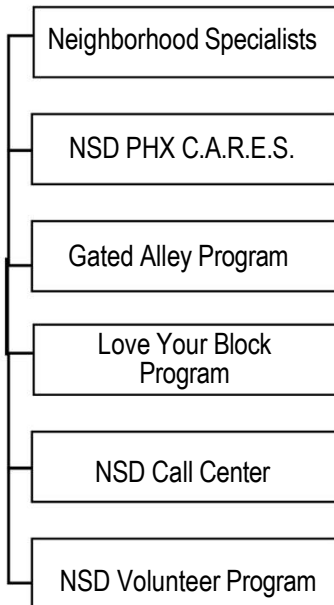 Neighborhood Specialists
NSD PHX C.A.R.E.S.
Gated Alley Program
Love Your Block
Program
NSD Call Center
NSD Volunteer Program